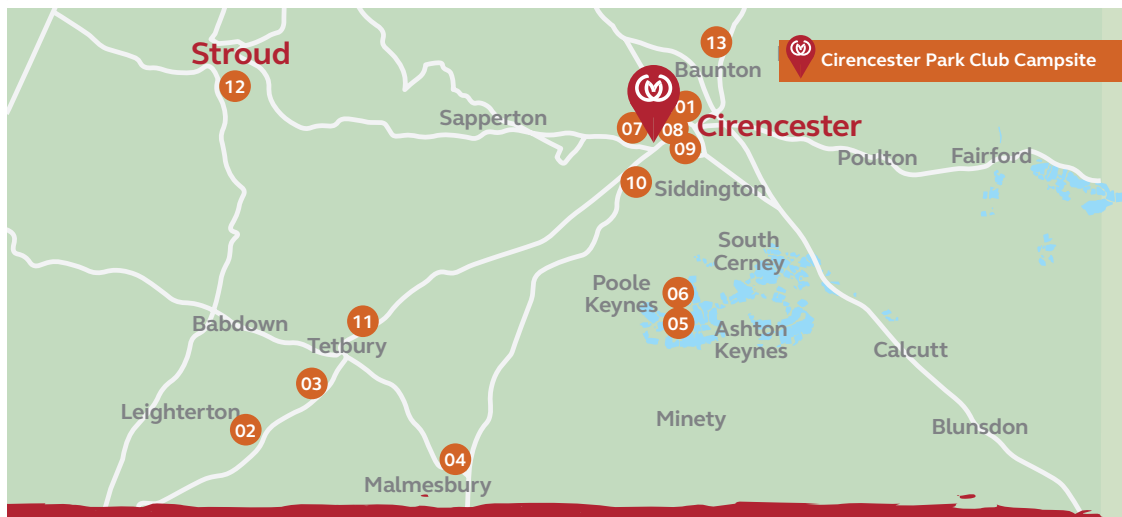 Stroud
13
Cirencester Park Club Campsite
Baunton
12
01
Sapperton
07
08
Cirencester
09
Poulton
Fairford
10
Siddington
South
Cerney
Poole
Keynes
06
05
Ashton
Keynes
Babdown
11
Tetbury
Calcutt
03
Leighterton
02
Minety
Blunsdon
04
Malmesbury